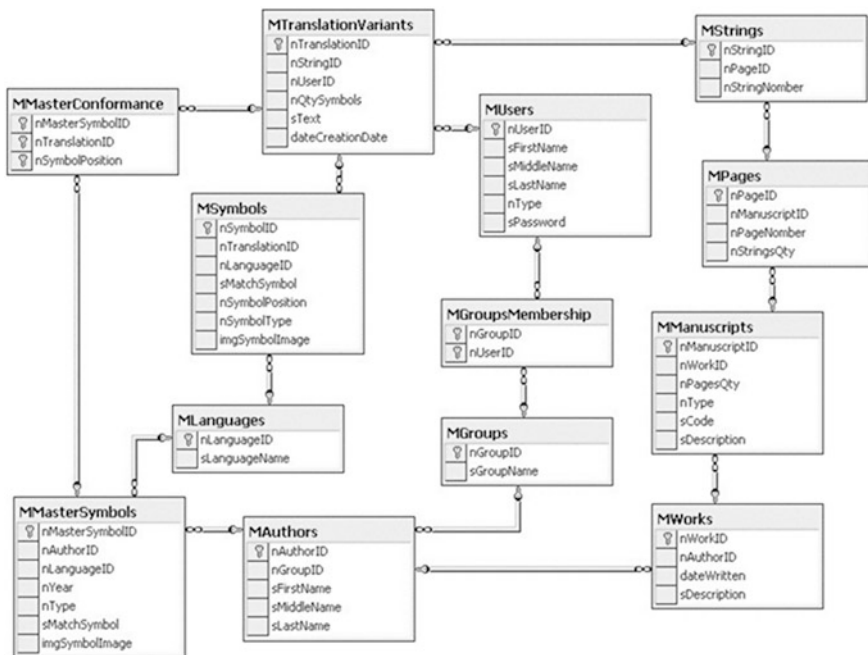 MTranslationVariants
nTranslationID
nStringID
nUserID
nQtySymbols
sText
dateCreationDate
MStrings
nStringID
nPageID
nStringNomber
MMasterConformance
nMasterSymbolID
nTranslationID
nSymbolPosition
MUsers
nUserID
sFirstName
sMiddleName
sLastName
nType
sPassword
MPages
nPageID
nManuscriptID
nPageNomber
nStringsQty
MSymbols
nSymbolID
nTranslationID
nLanguageID
sMatchSymbol
nSymbolPosition
nSymbolType
imgSymbolImage
MGroupsMembership
nGroupID
nUserID
MManuscripts
nManuscriptID
nWorkID
nPagesQty
nType
sCode
sDescription
MLanguages
nLanguageID
sLanguageName
MGroups
nGroupID
sGroupName
MMasterSymbols
nMasterSymbolID
nAuthorID
nLanguageID
nYear
nType
sMatchSymbol
imgSymbolImage
MAuthors
nAuthorID
nGroupID
sFirstName
sMiddleName
sLastName
MWorks
nWorkID
nAuthorID
dateWritten
sDescription